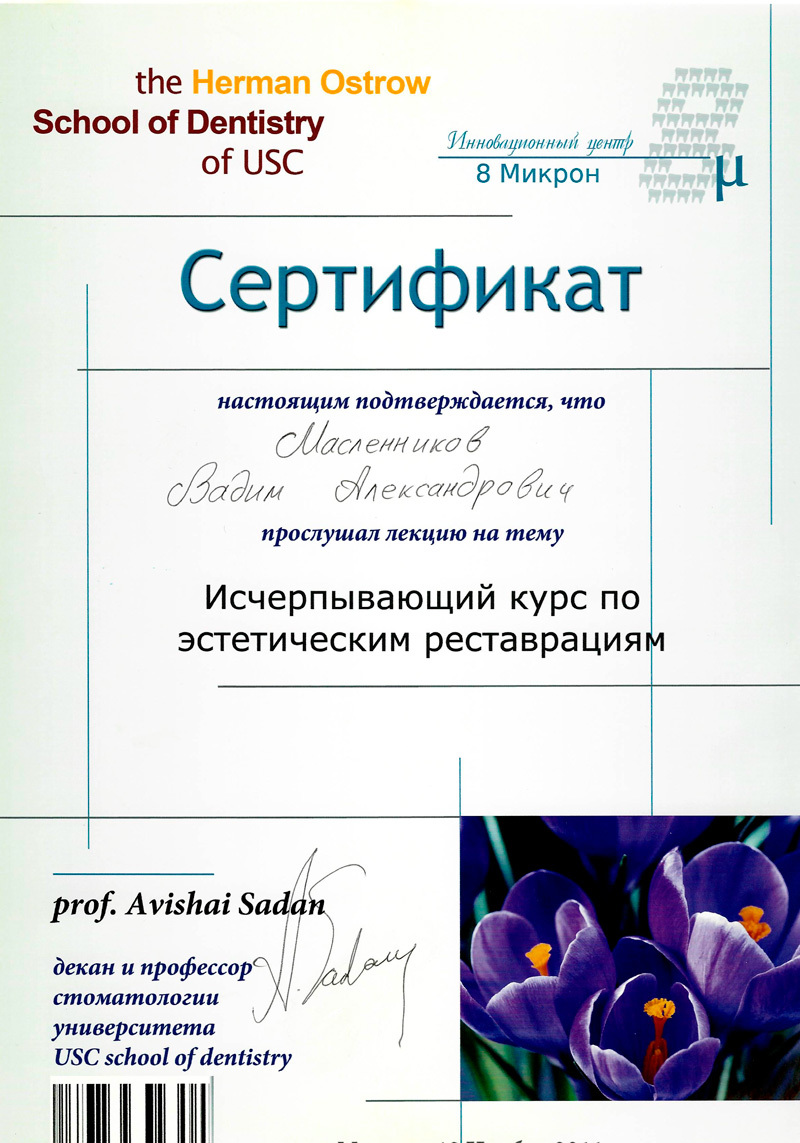 the Herman Ostrow
School of Dentistry
of USC
Инновационный центр
8 Микрон
8
μ
Сертификат
настоящим подтверждается, что
Масленников
Вадим Александрович
прослушал лекцию на тему
Исчерпывающий курс по
эстетическим реставрациям
prof. Avishai Sadan
A. Sadan
декан и профессор
стоматологии
университета
USC school of dentistry